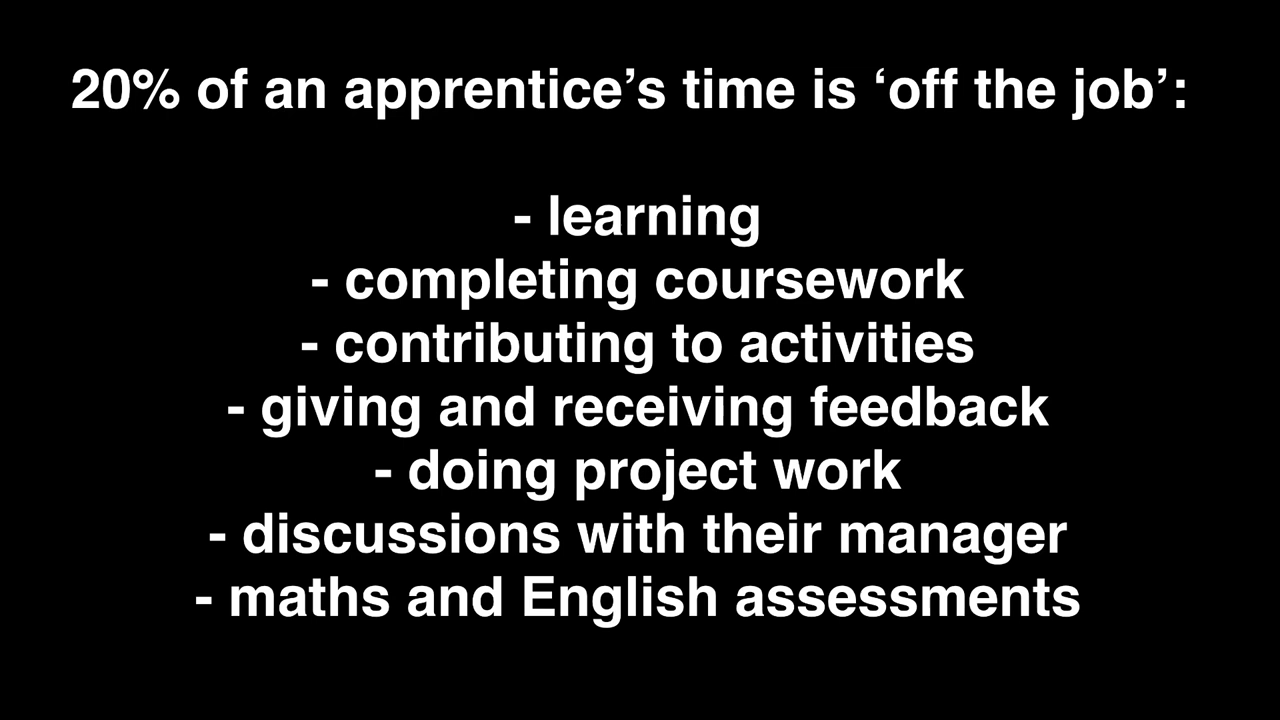 20% of an apprentice’s time is ‘off the job’:
- learning
- completing coursework
- contributing to activities
- giving and receiving feedback
- doing project work
- discussions with their manager
- maths and English assessments